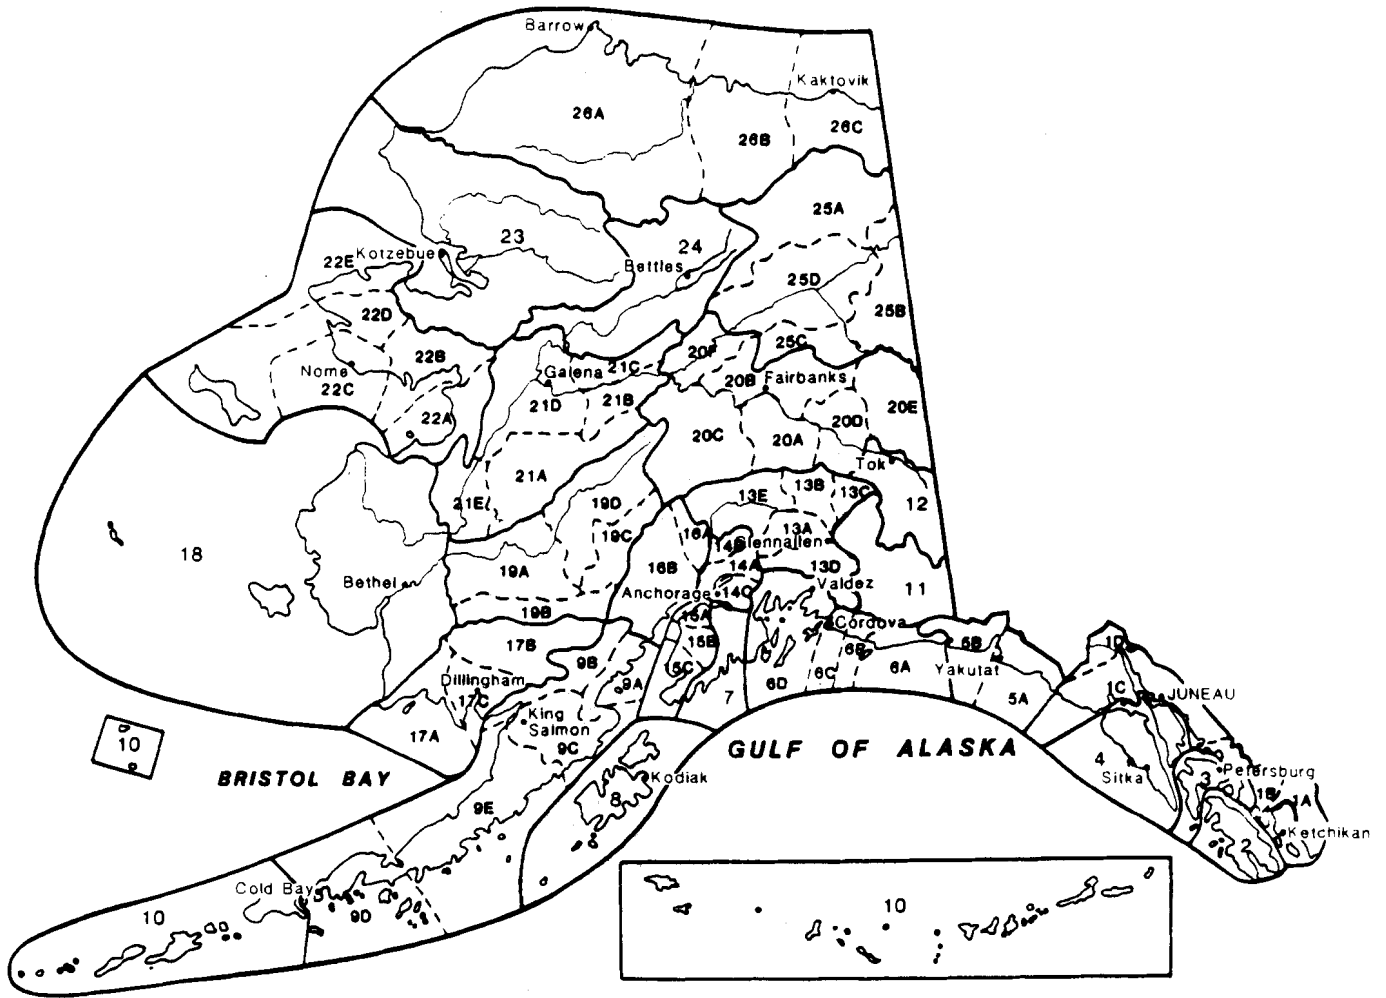 Barrow
Kaktovik
26A
26B
26C
25A
23
24
Kotzebue
22E
Bettles
25D
22D
25B
22B
25C
20F
21C
Galena
Nome
22C
20B
Fairbanks
21D
21B
22A
20E
20D
20C
20A
Tok
21A
21E
19D
13E
13B
13C
12
16A
13A
19C
Glennallen
18
14A
13D
16B
19A
Bethel
Valdez
Anchorage
14C
11
19B
15A
Cordova
17B
15B
6B
5B
1D
9B
15C
6A
Yakutat
Dillingham
17C
9A
6D
6C
7
5A
1C
JUNEAU
King
Salmon
9C
17A
10
GULF OF ALASKA
BRISTOL BAY
4
Sitka
3
Petersburg
Kodiak
8
9E
1B
1A
Ketchikan
2
Cold Bay
10
9D
10